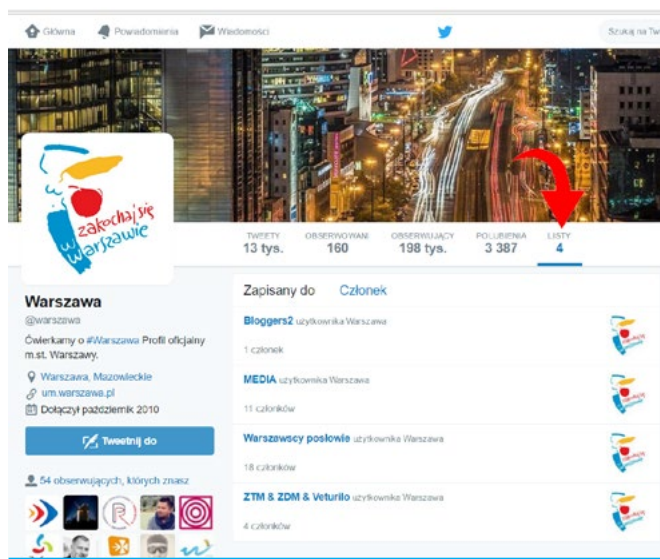 Główna Powiadomienia Wiadomości Szukaj na Tw
zakochaj się
w warszawie
TWEETY OBSERWOWANI OBSERWUJĄCY POLUBIENIA LISTY
13 tys. 160 198 tys. 3 387 4
Warszawa
@warszawa
Ćwierkamy o #Warszawa Profil oficjalny
m.st. Warszawy.
Warszawa, Mazowieckie
um.warszawa.pl
Dołączył październik 2010
Tweetnij do
54 obserwujących, których znasz
Zapisany do Członek
Bloggers2 użytkownika Warszawa
1 członek
MEDIA użytkownika Warszawa
11 członków
Warszawscy posłowie użytkownika Warszawa
18 członków
ZTM & ZDM & Veturilo użytkownika Warszawa
4 członków